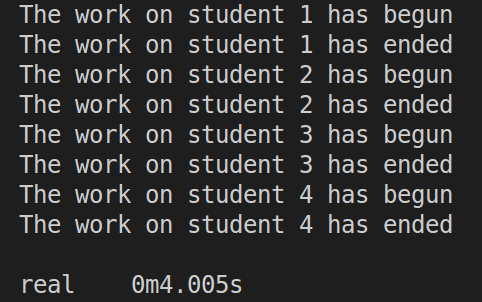 The work on student 1 has begun
The work on student 1 has ended
The work on student 2 has begun
The work on student 2 has ended
The work on student 3 has begun
The work on student 3 has ended
The work on student 4 has begun
The work on student 4 has ended
real    0m4.005s